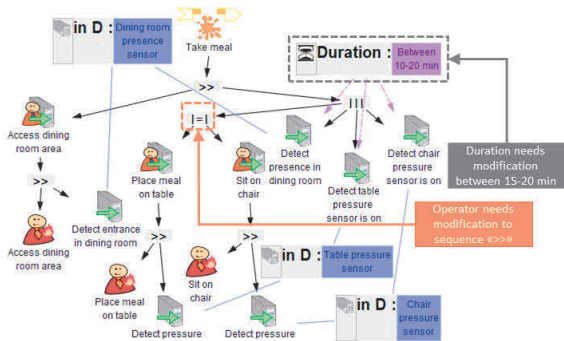 in D :
Dining room
presence
sensor
Take meal
Duration :
Between
10-20 min
>>
|=|
|||
Access dining
room area
Detect presence
in dining room
Detect chair
pressure
sensor is on
Duration needs
modification
between 15-20 min
>>
Place meal
on table
Sit on
chair
Detect table
pressure
sensor is on
Access dining
room area
Detect entrance
in dining room
>>
>>
Operator needs
modification to
sequence «>>»
Place meal
on table
Sit on
chair
in D :
Table pressure
sensor
Detect pressure
Detect pressure
in D :
Chair
pressure
sensor